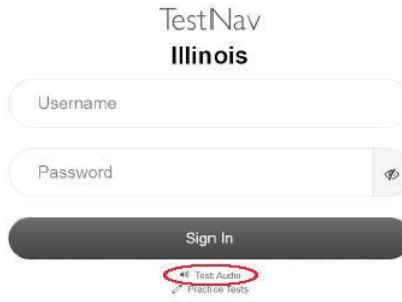 TestNav
Illinois
Username
Password
Sign In
Test Audio
Practice Tests